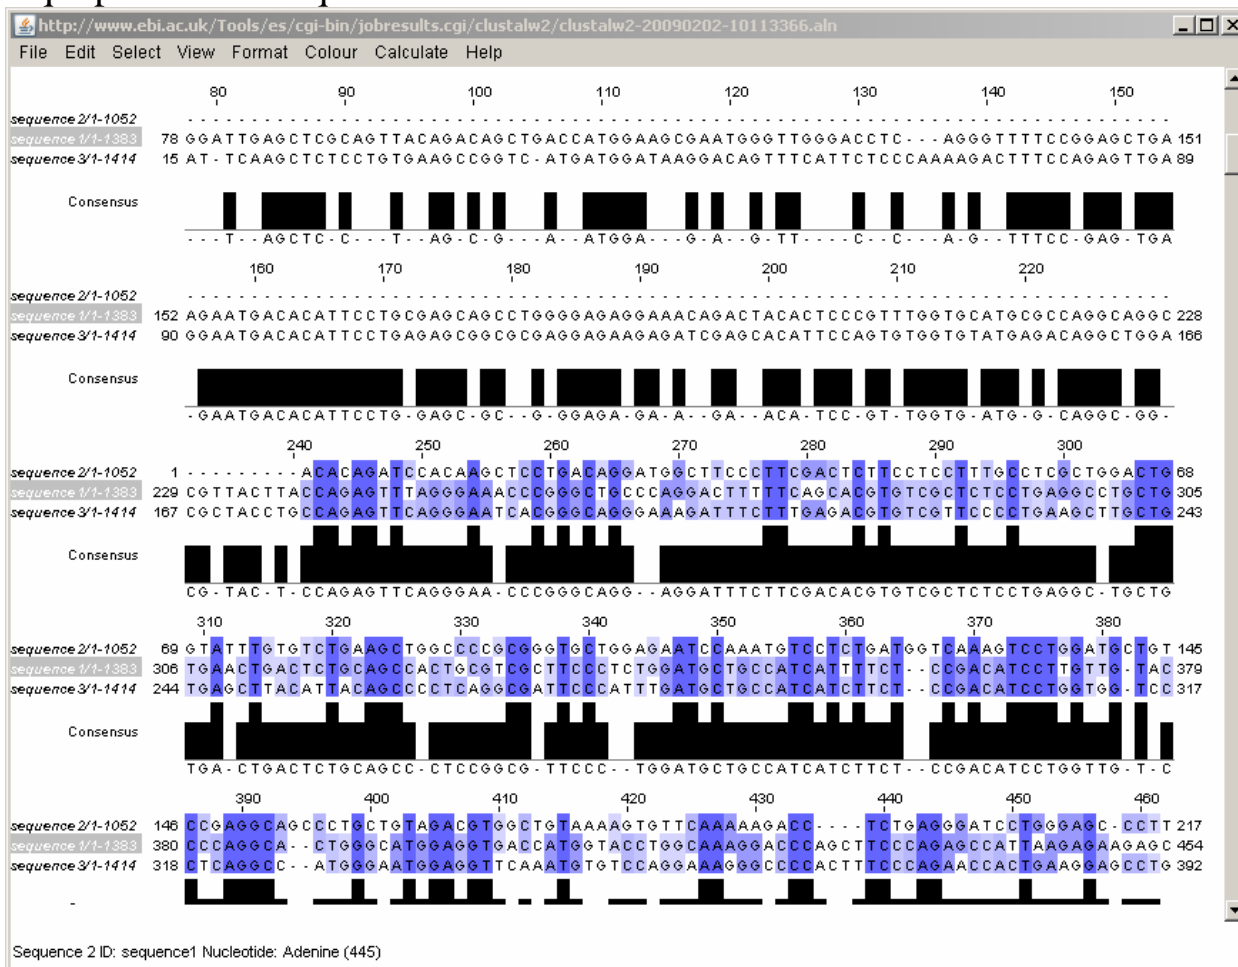 http://www.ebi.ac.uk/Tools/es/cgi-bin/jobresults.cgi/clustalw2/clustalw2-20090202-10113366.aln
File Edit Select View Format Colour Calculate Help
80 90 100 110 120 130 140 150
sequence 2/1-1052 - - - - - - - - - - - - - - - - - - - - - - - - - - - - - - - - - - - - - - - - - - - - - - - - - - - - - - - - - - - - - - - - - - - - - - - - - - - - -
sequence 1/1-1383 78 GGATTGAGCTCGCAGTTACAGACAGCTGACCATGGAAGCGAATGGGTTGGGACCTC---AGGGTTTTCCGGAGCTGA 151
sequence 3/1-1414 15 AT-TCAAGCTCTCCTGTGAAGCCGGTC-ATGATGGATAAGGACAGTTTCATTCTCCCAAAAGACTTTCCAGAGTTGA 89
Consensus
---T--AGCTC-C---T--AG-C-G---A--ATGGA---G-A--G-TT----C--C---A-G--TTTCC-GAG-TGA
160 170 180 190 200 210 220
sequence 2/1-1052 - - - - - - - - - - - - - - - - - - - - - - - - - - - - - - - - - - - - - - - - - - - - - - - - - - - - - - - - - - - - - - - - - - - - - - - - - - - - -
sequence 1/1-1383 152 AGAATGACACATTCCTGCGAGCAGCCTGGGGAGAGGAAACAGACTACACTCCCGTTTGGTGCATGCGCCAGGCAGGC 228
sequence 3/1-1414 90 GGAATGACACATTCCTGCGAGCGGCGCGAGGAGAAGAGATCGAGCGCACATTCCAGTGTGGTGTATGAGACAGGCTGGA 166
Consensus
-GAATGACACATTCCTG-GAGC-GC--G-GGAGA-GA-A--GA--ACA-TCC-GT-TGGTG-ATG-G-CAGGC-GG-
240 250 260 270 280 290 300
sequence 2/1-1052 1 ---------ACACAGATCCACAAGCTCCTGACAGGATGGCTTCCCTTCGACTCTTCCTCCTTTGCCTCGCTGGACTG 68
sequence 1/1-1383 229 CGTTACTTACCAGAGTTTAGGGAAACCCGGGCTGCCCAGGACTTTTTCAGCACGTGTCGCTCTCCTGAGGCCTGCTG 305
sequence 3/1-1414 167 CGCTACCTGCCAGAGTTCAGGGAATCACGGGCAGGGAAAGATTTCTTTGAGACGTGTCGTTCCCCTGAAGCTTGCTG 243
Consensus
CG-TAC-T-CCAGAGTTCAGGGAA-CCCGGGCAGG--AGGATTTCTTCGACACGTGTCGCTCTCCTGAGGC-TGCTG
310 320 330 340 350 360 370 380
sequence 2/1-1052 69 GTATTTGTGTCTGAAGCTGGCCCCGCGGGTGCTGGAGAATCCAAATGTCCTCTGATGGTCAAAGTCCTGGATGCTGT 145
sequence 1/1-1383 306 TGAACTGACTCTGCAGCCACTGCGTCGCTTCCCTCTGGATGCTGCCATCATTTTCT--CCGACATCCTTGTTG-TAC 379
sequence 3/1-1414 244 TGAGCTTACATTACAGCCCCTCAGGCGATTCCCATTTGATGCTGCCATCATCTTCT--CCGACATCCTGGTGG-TCC 317
Consensus
TGA-CTGACTCTGCAGCC-CTCCGGCG-TTCCC--TGGATGCTGCCATCATCTTCT--CCGACATCCTGGTTG-T-C
390 400 410 420 430 440 450 460
sequence 2/1-1052 146 CCGAGGCAGCCCTGCTGTAGACGTGGCTGTAAAAGTGTTCAAAAAGACC----TCTGAGGGATCCTGGGAGC-CCTT 217
sequence 1/1-1383 380 CCCAGGCA--CTGGGCATGGAGGTGACCATGGTACCTGGCAAAGGACCCAGCTTCCCAGAGCCATTAAGAGAAGAGC 454
sequence 3/1-1414 318 CTCAGGCC--ATGGGAATGGAGGTTCAAATGTGTCCAGGAAAGGGCCCACTTTCCCAGAACCACTGAAGGAGCCTG 392
-
Sequence 2 ID: sequence1 Nucleotide: Adenine (445)